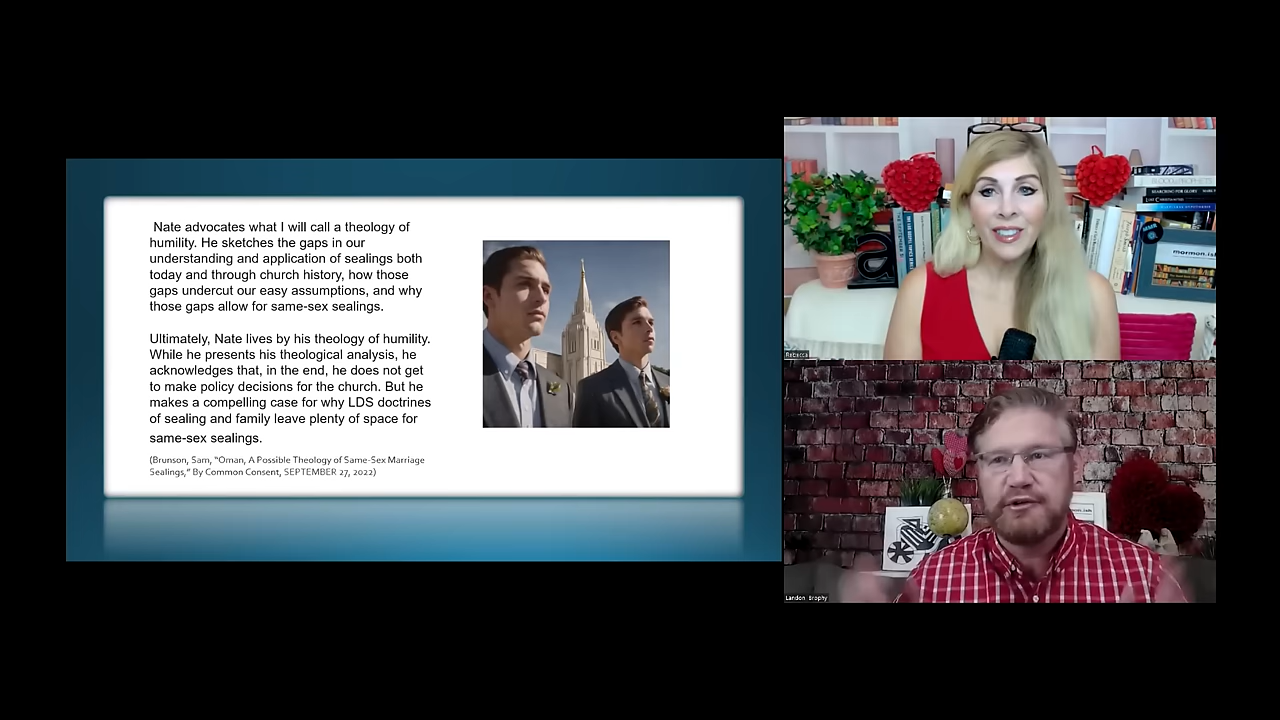 Nate advocates what I will call a theology of
humility. He sketches the gaps in our
understanding and application of sealings both
today and through church history, how those
gaps undercut our easy assumptions, and why
those gaps allow for same-sex sealings.
Ultimately, Nate lives by his theology of humility.
While he presents his theological analysis, he
acknowledges that, in the end, he does not get
to make policy decisions for the church. But he
makes a compelling case for why LDS doctrines
of sealing and family leave plenty of space for
same-sex sealings.
(Brunson, Sam, “Oman, A Possible Theology of Same-Sex Marriage
Sealings,” By Common Consent, SEPTEMBER 27, 2022)
SEARCHING FOR GLORY
a
mormon.ish
Rebecca
Landon Brophy